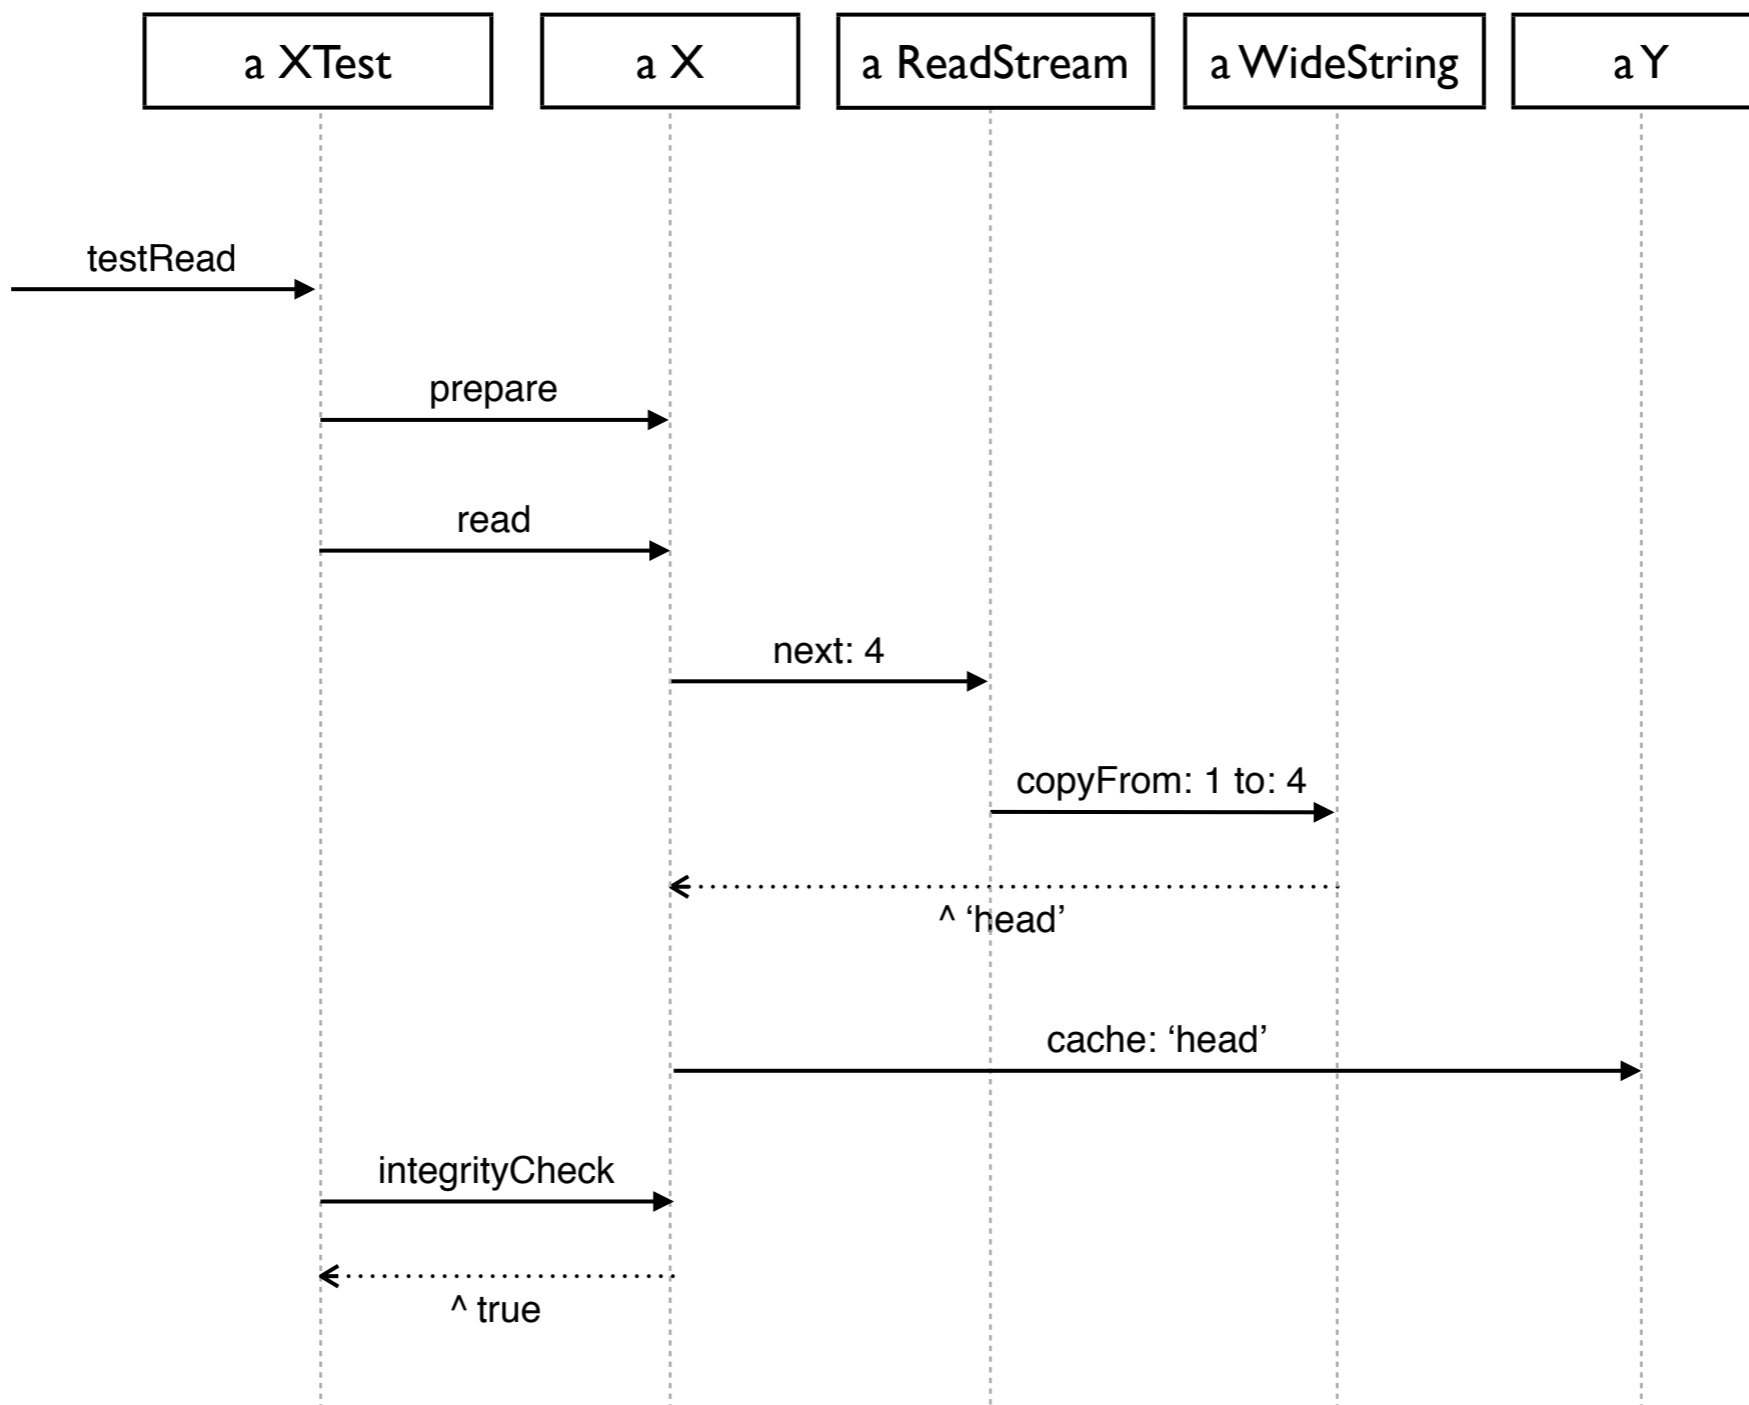 a XTest
a X
a ReadStream
a WideString
a Y
testRead
prepare
read
next: 4
copyFrom: 1 to: 4
^ ‘head’
cache: ‘head’
integrityCheck
^ true